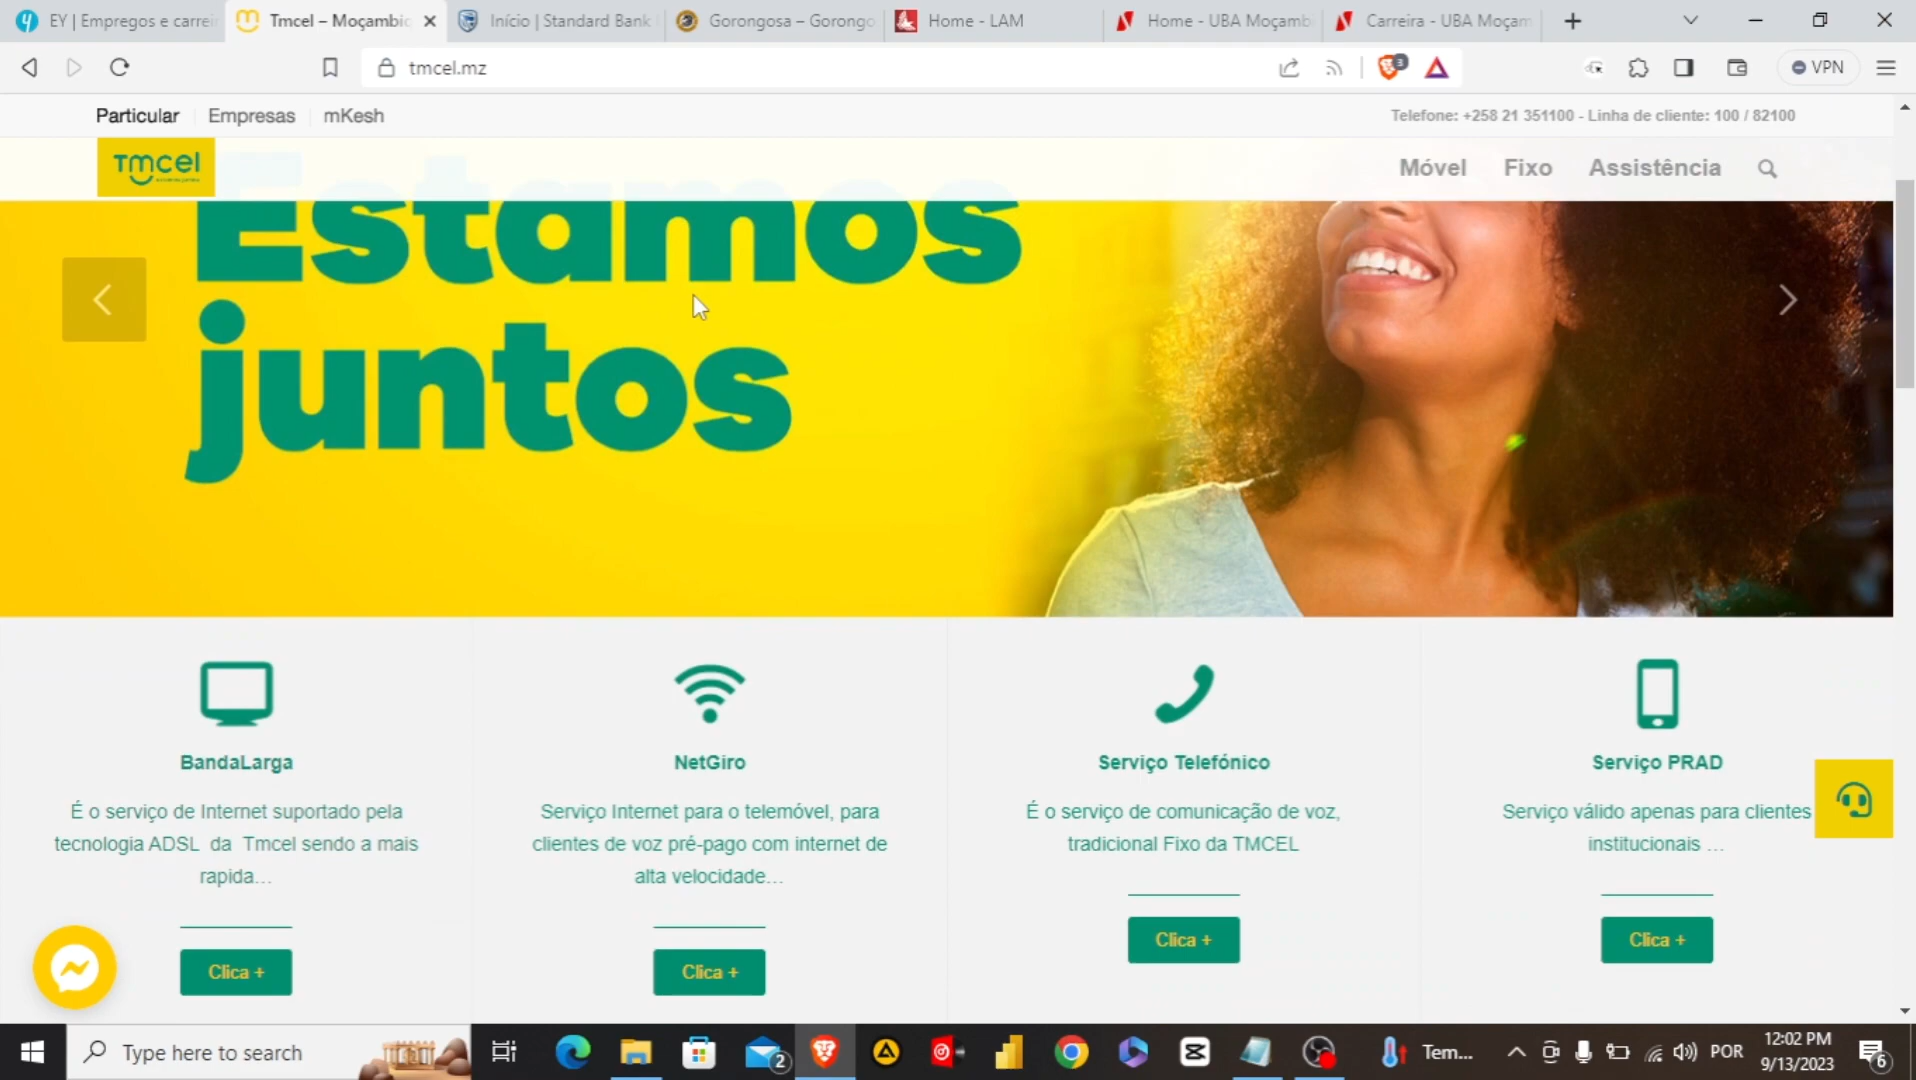 EY | Empregos e carrei
Tmcel – Moçambiq
Início | Standard Bank
Gorongosa – Gorongo
Home - LAM
Home - UBA Moçamb
Carreira - UBA Moçam
tmcel.mz
3
VPN
Particular
Empresas
mKesh
Telefone: +258 21 351100 - Linha de cliente: 100 / 82100
Tmcel
Móvel
Fixo
Assistência
Estamos
juntos
BandaLarga
É o serviço de Internet suportado pela
tecnologia ADSL da Tmcel sendo a mais
rapida…
Clica +
NetGiro
Serviço Internet para o telemóvel, para
clientes de voz pré-pago com internet de
alta velocidade…
Clica +
Serviço Telefónico
É o serviço de comunicação de voz,
tradicional Fixo da TMCEL
Clica +
Serviço PRAD
Serviço válido apenas para clientes
institucionais …
Clica +
Type here to search
2
Tem...
POR
12:02 PM
9/13/2023
6